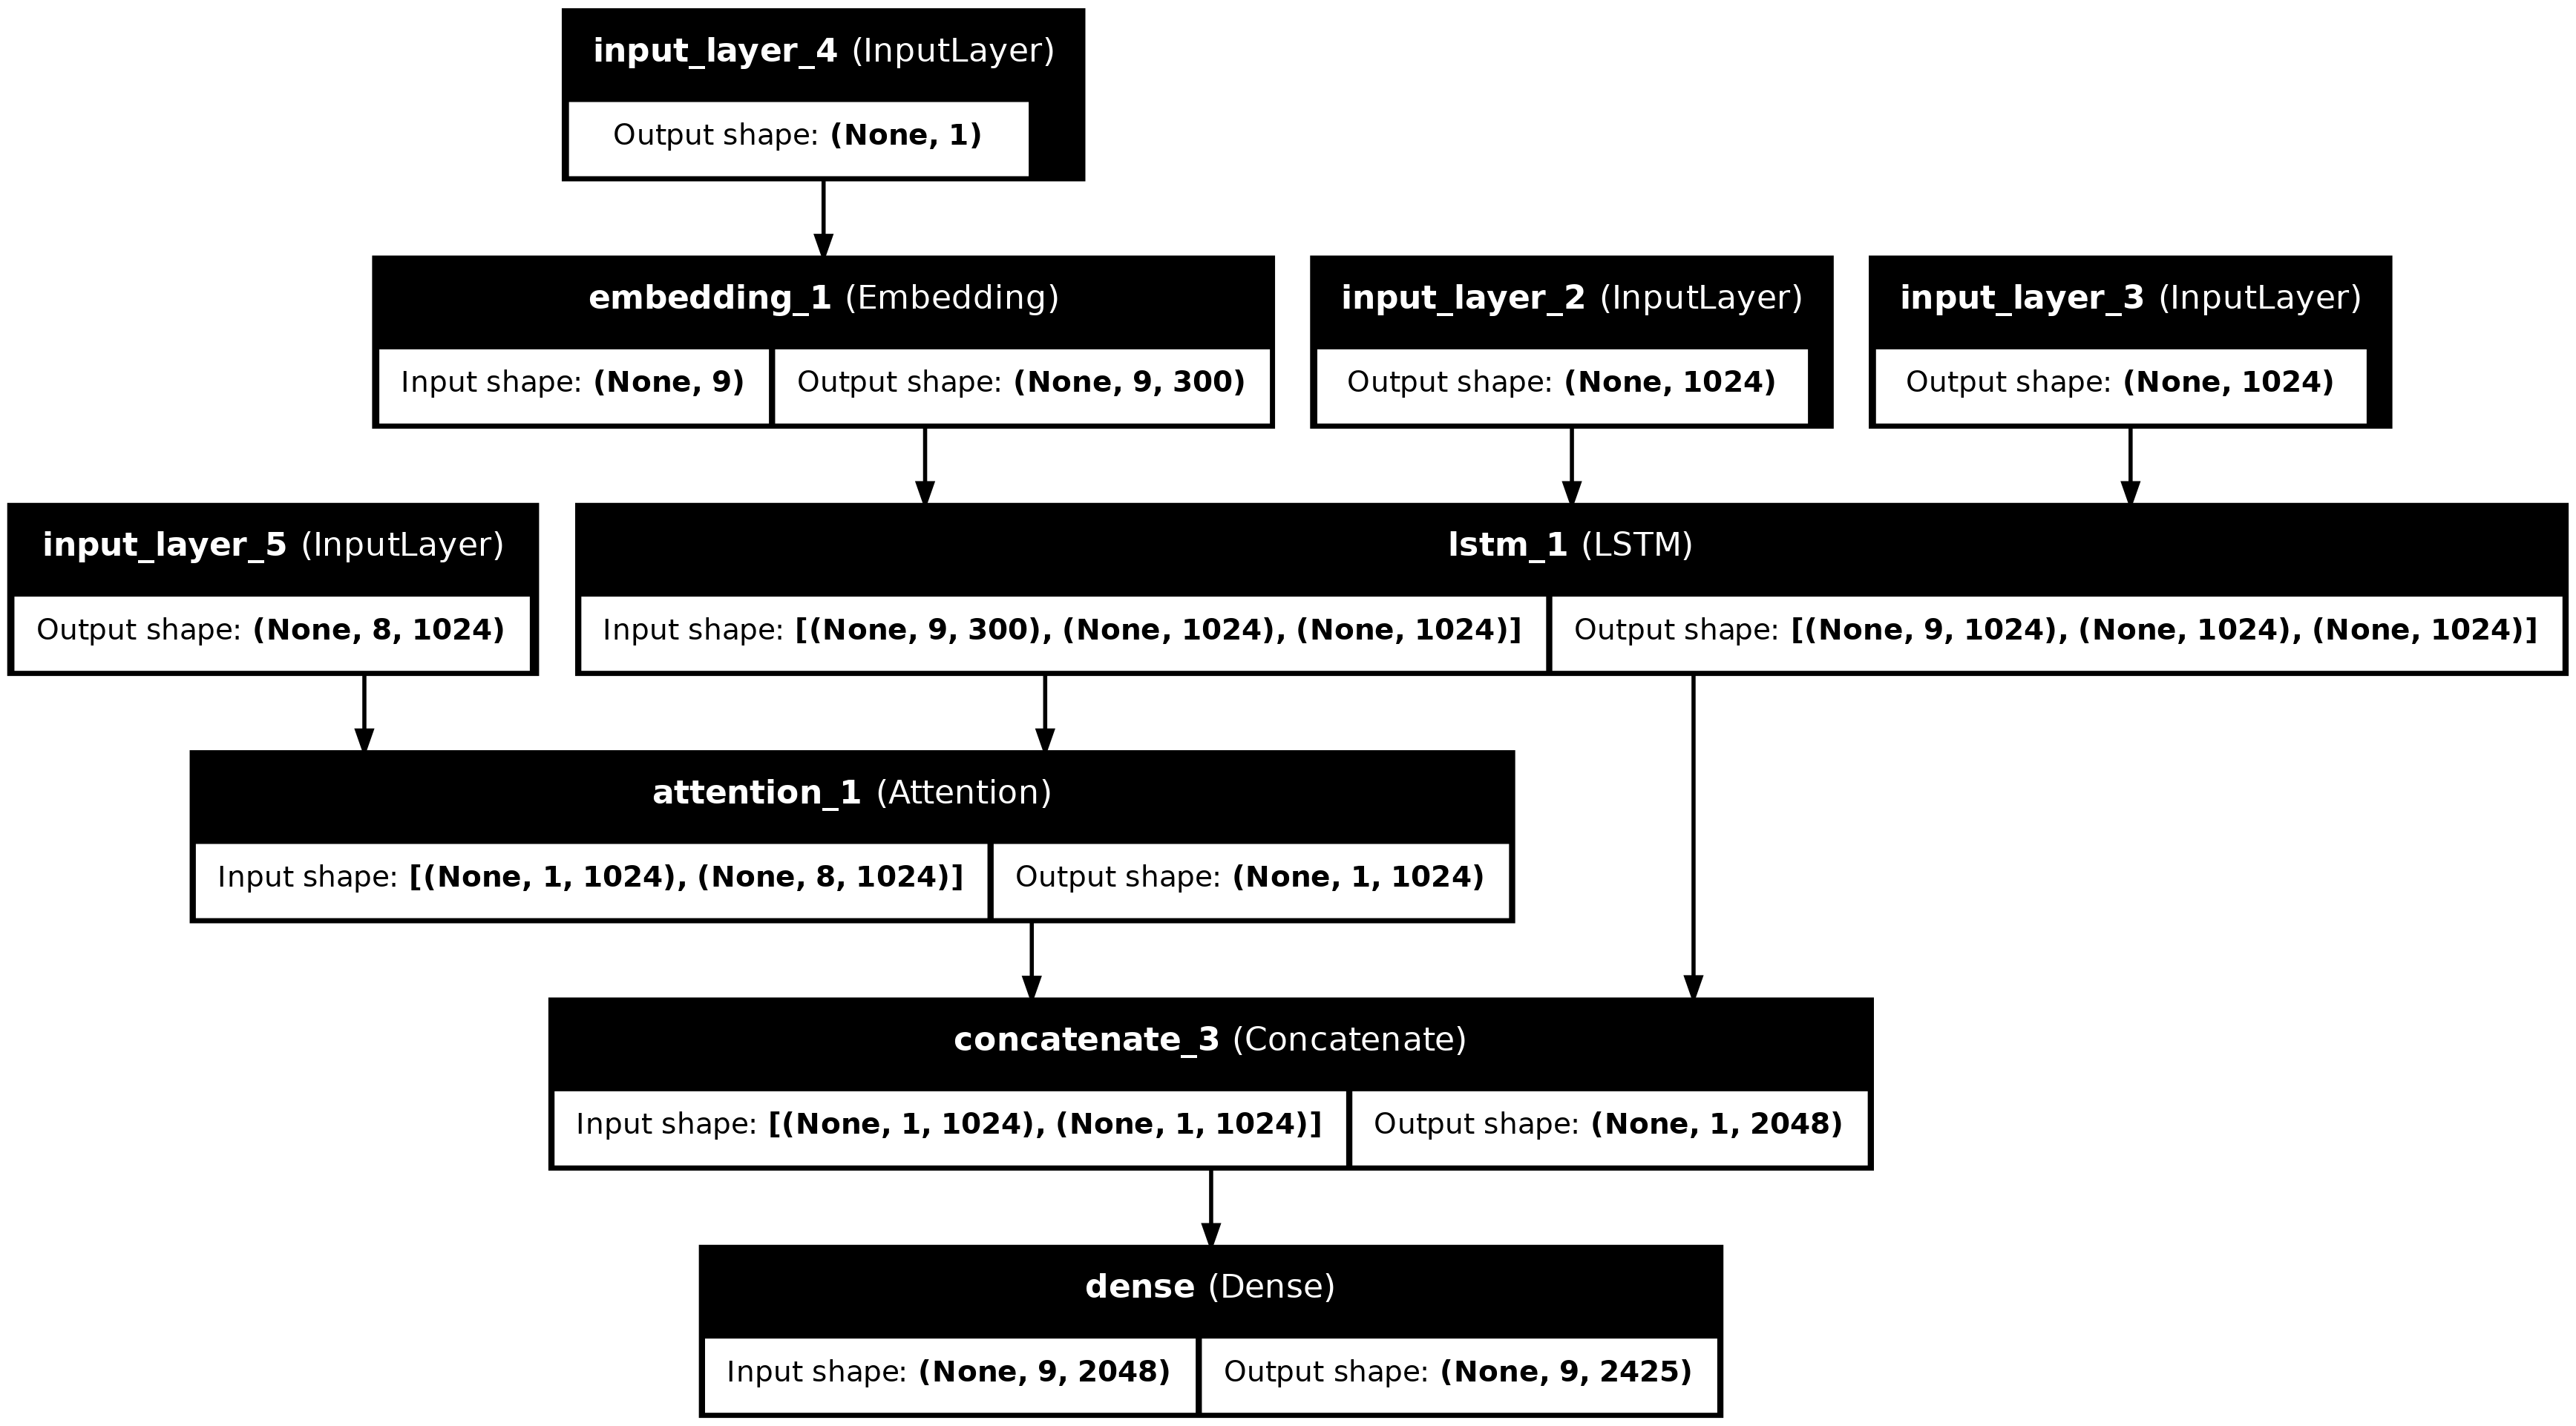 input_layer_4 (InputLayer)
Output shape: (None, 1)
embedding_1 (Embedding)
Input shape: (None, 9)
Output shape: (None, 9, 300)
input_layer_2 (InputLayer)
Output shape: (None, 1024)
input_layer_3 (InputLayer)
Output shape: (None, 1024)
input_layer_5 (InputLayer)
Output shape: (None, 8, 1024)
lstm_1 (LSTM)
Input shape: [(None, 9, 300), (None, 1024), (None, 1024)]
Output shape: [(None, 9, 1024), (None, 1024), (None, 1024)]
attention_1 (Attention)
Input shape: [(None, 1, 1024), (None, 8, 1024)]
Output shape: (None, 1, 1024)
concatenate_3 (Concatenate)
Input shape: [(None, 1, 1024), (None, 1, 1024)]
Output shape: (None, 1, 2048)
dense (Dense)
Input shape: (None, 9, 2048)
Output shape: (None, 9, 2425)